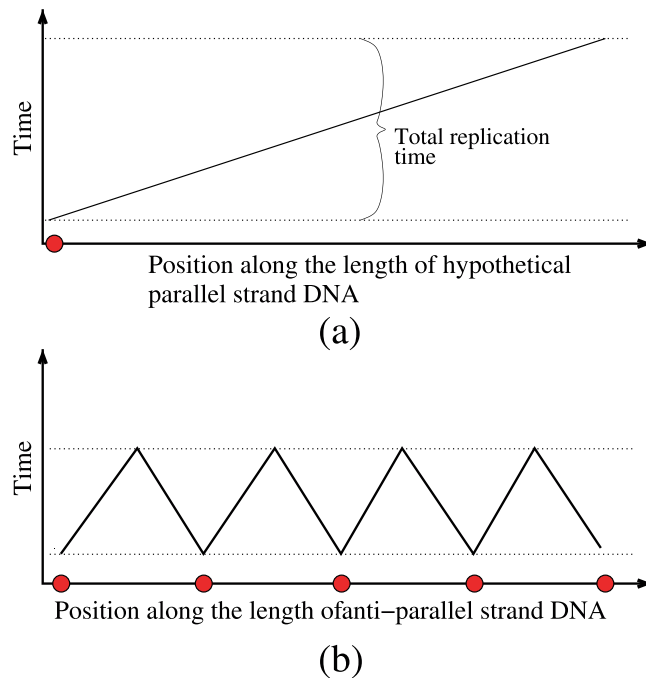 Time
Total replication
time
Position along the length of hypothetical
parallel strand DNA
(a)
Time
Position along the length ofanti−parallel strand DNA
(b)